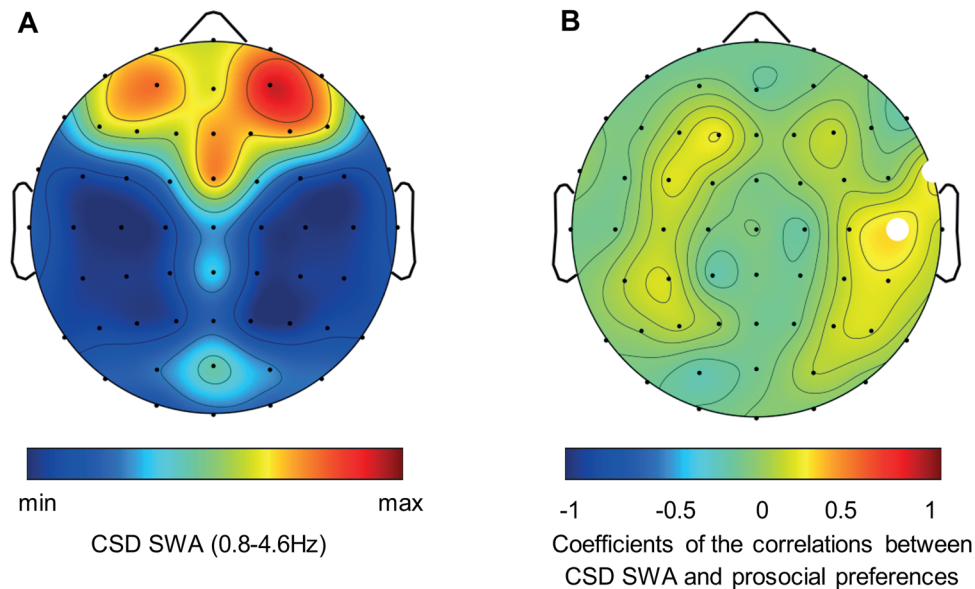 A
B
min
max
CSD SWA (0.8-4.6Hz)
-1
-0.5
0
0.5
1
Coefficients of the correlations between
CSD SWA and prosocial preferences